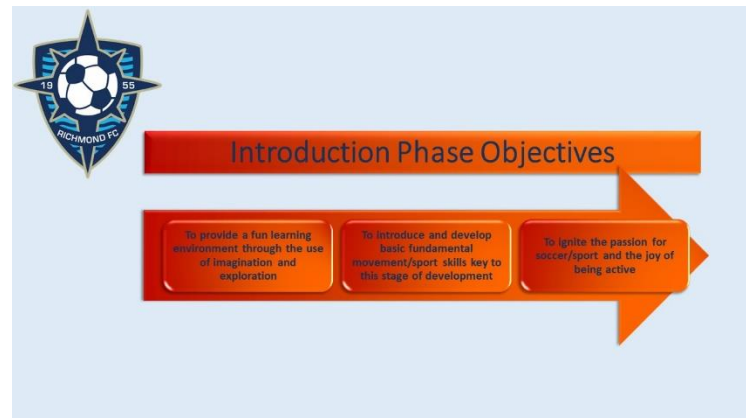 19 55
RICHMOND FC
Introduction Phase Objectives
To provide a fun learning
environment through the use
of imagination and
exploration
To introduce and develop
basic fundamental
movement/sport skills key to
this stage of development
To ignite the passion for
soccer/sport and the joy of
being active